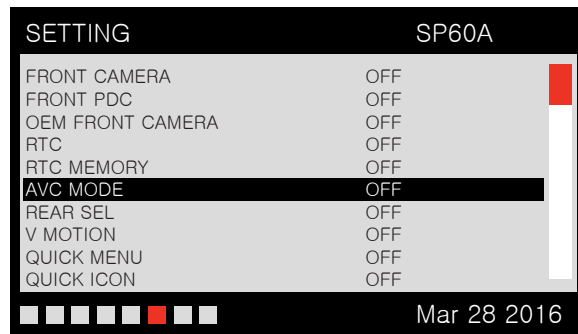 SETTING SP60A
FRONT CAMERA OFF
FRONT PDC OFF
OEM FRONT CAMERA OFF
RTC OFF
RTC MEMORY OFF
AVC MODE OFF
REAR SEL OFF
V MOTION OFF
QUICK MENU OFF
QUICK ICON OFF
Mar 28 2016